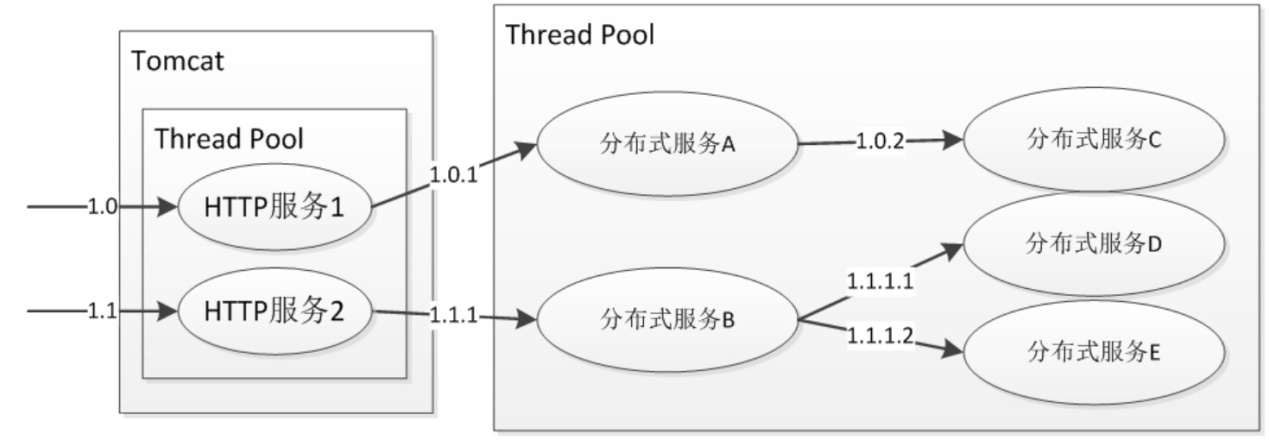 Tomcat
Thread Pool
1.0
HTTP服务1
1.1
HTTP服务2
1.0.1
1.1.1
Thread Pool
分布式服务A
1.0.2
分布式服务C
分布式服务B
1.1.1.1
分布式服务D
1.1.1.2
分布式服务E